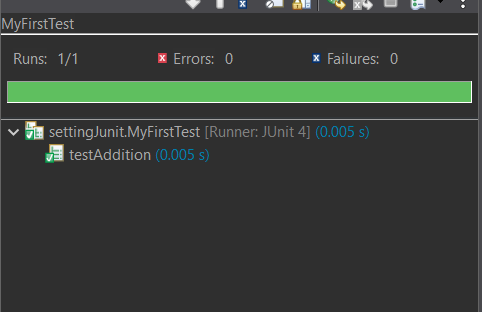 MyFirstTest
Runs: 1/1 Errors: 0 Failures: 0
settingJunit.MyFirstTest [Runner: JUnit 4] (0.005 s)
testAddition (0.005 s)